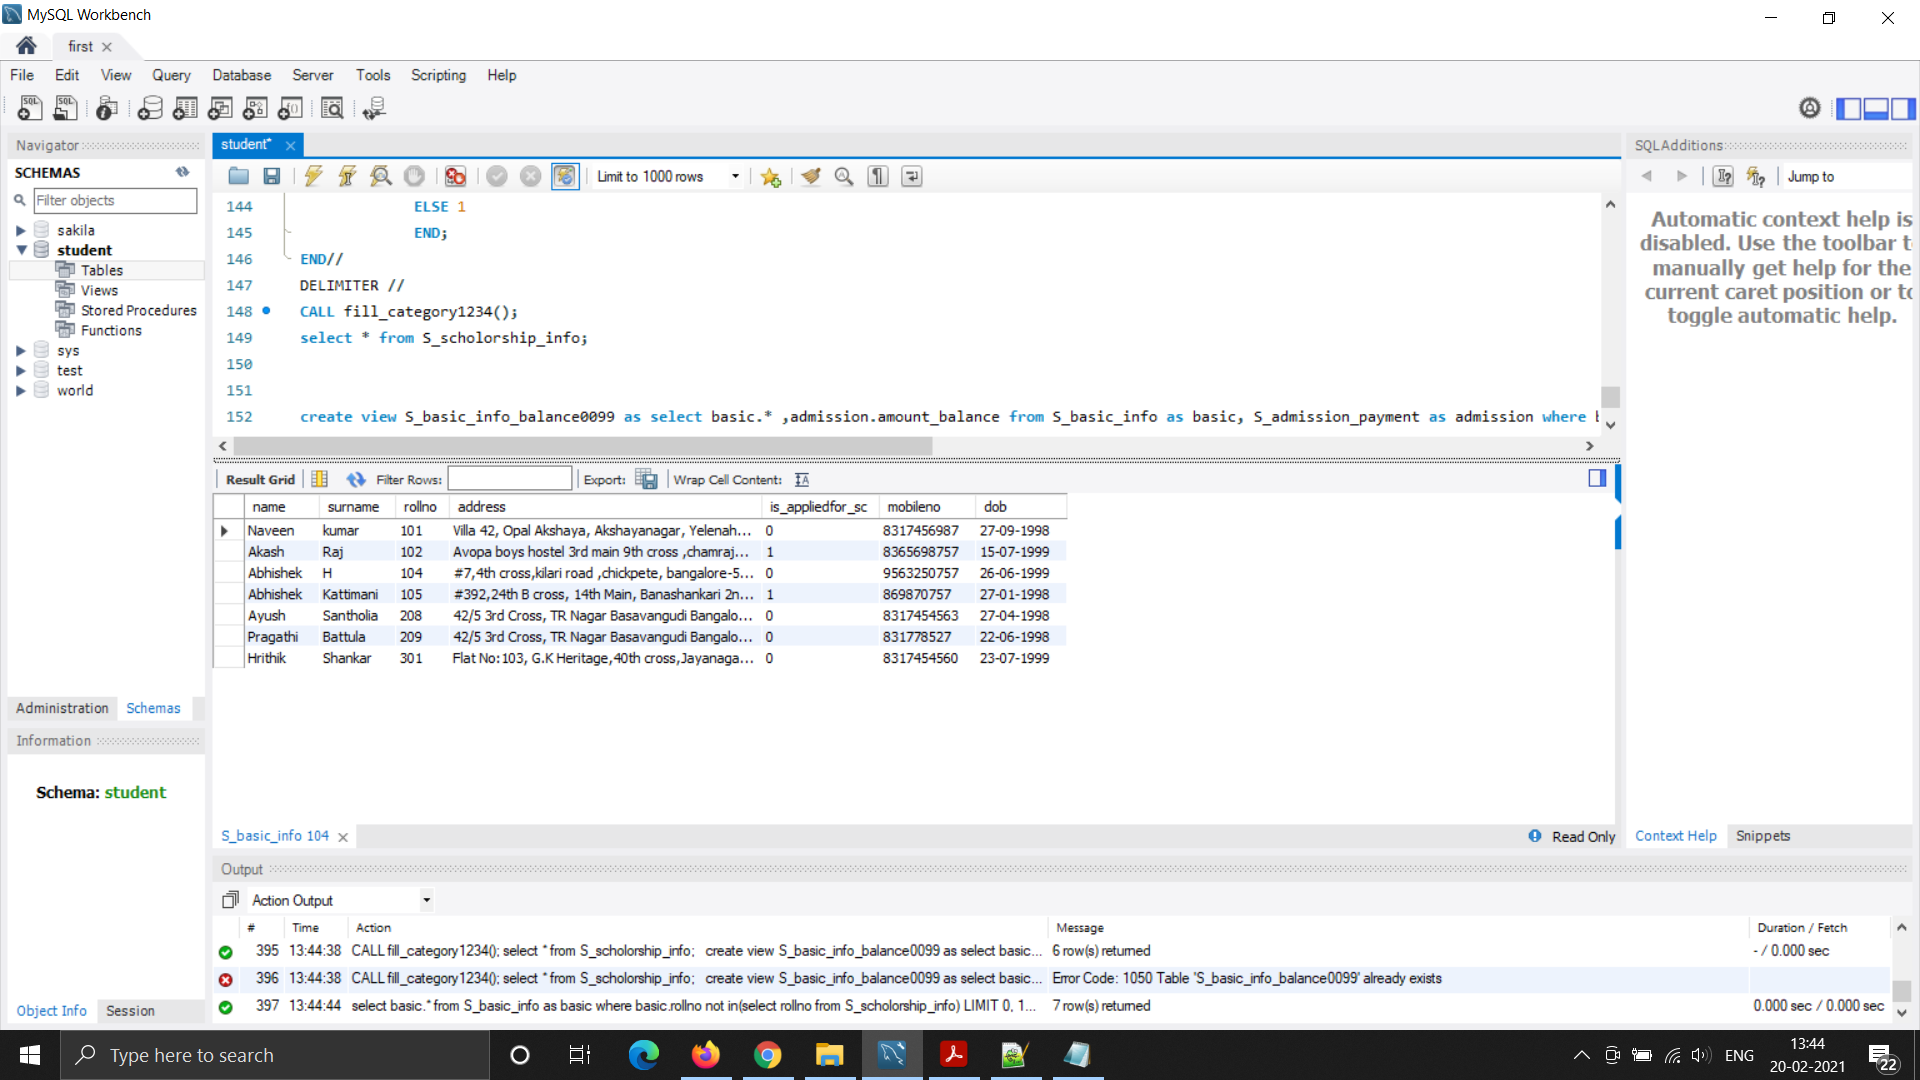 MySQL Workbench
first
File Edit View Query Database Server Tools Scripting Help
Navigator
SCHEMAS
Filter objects
sakila
student
Tables
Views
Stored Procedures
Functions
sys
test
world
Administration Schemas
Information
Schema: student
Object Info Session
student*
Limit to 1000 rows
144 ELSE 1
145 END;
146 END//
147 DELIMITER //
148 CALL fill_category1234();
149 select * from S_scholorship_info;
150
151
152 create view S_basic_info_balance0099 as select basic.* ,admission.amount_balance from S_basic_info as basic, S_admission_payment as admission where
Result Grid Filter Rows: Export: Wrap Cell Content:
name surname rollno address is_appliedfor_sc mobileno dob
Naveen kumar 101 Villa 42, Opal Akshaya, Akshayanagar, Yelenah... 0 8317456987 27-09-1998
Akash Raj 102 Avopa boys hostel 3rd main 9th cross ,chamraj... 1 8365698757 15-07-1999
Abhishek H 104 #7,4th cross,kilari road ,chickpete, bangalore-5... 0 9563250757 26-06-1999
Abhishek Kattimani 105 #392,24th B cross, 14th Main, Banashankari 2n... 1 869870757 27-01-1998
Ayush Santholia 208 42/5 3rd Cross, TR Nagar Basavangudi Bangalo... 0 8317454563 27-04-1998
Pragathi Battula 209 42/5 3rd Cross, TR Nagar Basavangudi Bangalo... 0 831778527 22-06-1998
Hrithik Shankar 301 Flat No:103, G.K Heritage,40th cross,Jayanaga... 0 8317454560 23-07-1999
S_basic_info 104
Read Only
SQLAdditions
Jump to
Automatic context help is
disabled. Use the toolbar t
manually get help for the
current caret position or to
toggle automatic help.
Context Help Snippets
Output
Action Output
# Time Action Message Duration / Fetch
395 13:44:38 CALL fill_category1234(); select * from S_scholorship_info; create view S_basic_info_balance0099 as select basic... 6 row(s) returned - / 0.000 sec
396 13:44:38 CALL fill_category1234(); select * from S_scholorship_info; create view S_basic_info_balance0099 as select basic... Error Code: 1050 Table 'S_basic_info_balance0099' already exists
397 13:44:44 select basic.* from S_basic_info as basic where basic.rollno not in(select rollno from S_scholorship_info) LIMIT 0, 1... 7 row(s) returned 0.000 sec / 0.000 sec
Type here to search
ENG
13:44
20-02-2021
22